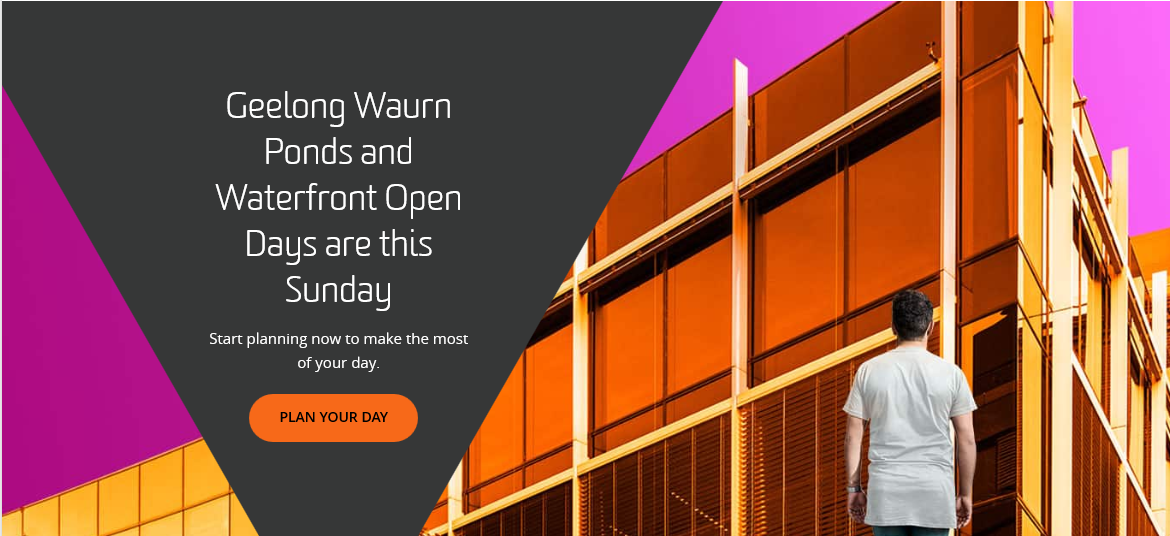 Geelong Waurn
Ponds and
Waterfront Open
Days are this
Sunday
Start planning now to make the most
of your day.
PLAN YOUR DAY